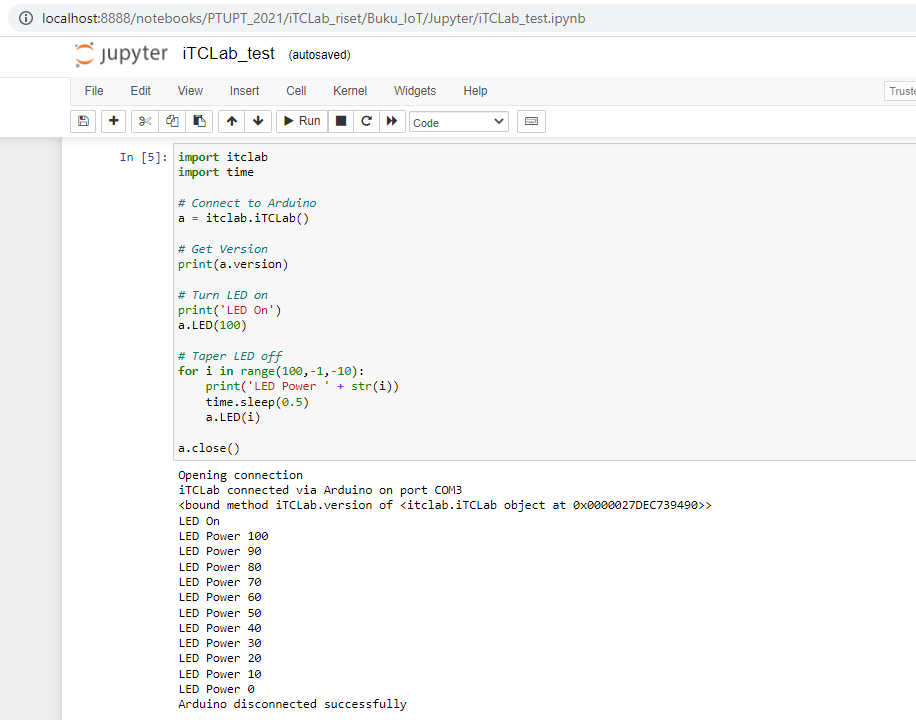 localhost:8888/notebooks/PTUPT_2021/iTCLab_riset/Buku_IoT/Jupyter/iTCLab_test.ipynb
jupyter iTCLab_test (autosaved)
File Edit View Insert Cell Kernel Widgets Help Truste
Run Code
In [5]: import itclab
import time
# Connect to Arduino
a = itclab.iTCLab()
# Get Version
print(a.version)
# Turn LED on
print('LED On')
a.LED(100)
# Taper LED off
for i in range(100,-1,-10):
    print('LED Power ' + str(i))
    time.sleep(0.5)
    a.LED(i)
a.close()
Opening connection
iTCLab connected via Arduino on port COM3
<bound method iTCLab.version of <itclab.iTCLab object at 0x0000027DEC739490>>
LED On
LED Power 100
LED Power 90
LED Power 80
LED Power 70
LED Power 60
LED Power 50
LED Power 40
LED Power 30
LED Power 20
LED Power 10
LED Power 0
Arduino disconnected successfully